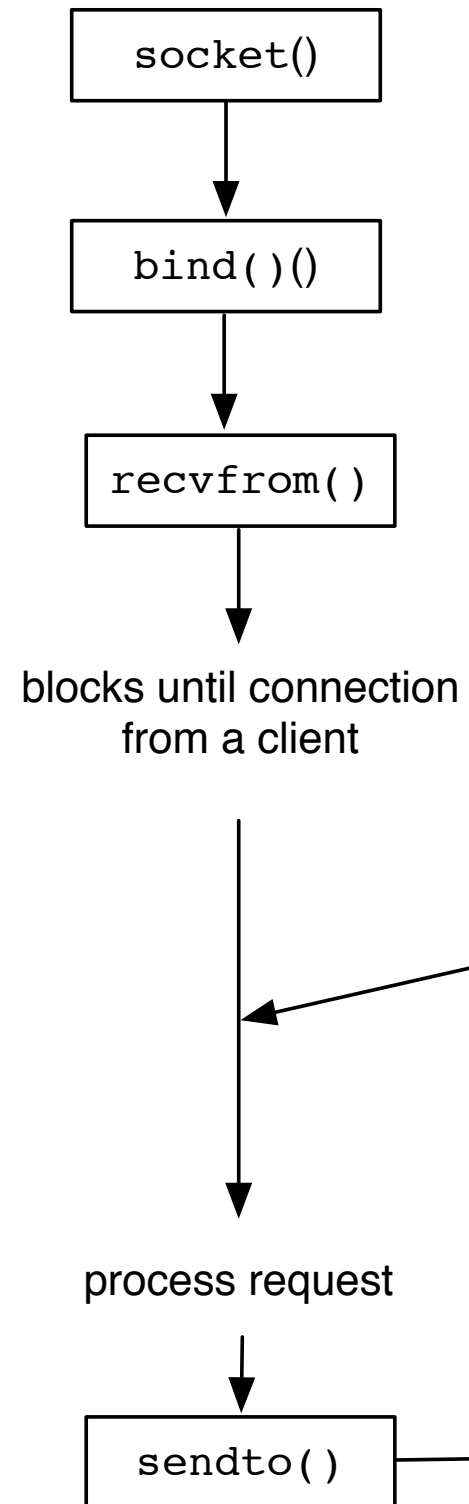 socket()
bind()()
recvfrom()
blocks until connection
from a client
process request
sendto()